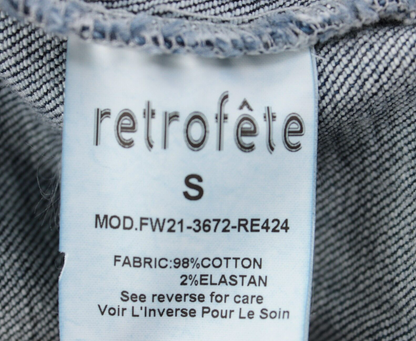 retrofête
S
MOD.FW21-3672-RE424
FABRIC:98%COTTON
2%ELASTAN
See reverse for care
Voir L'Inverse Pour Le Soin